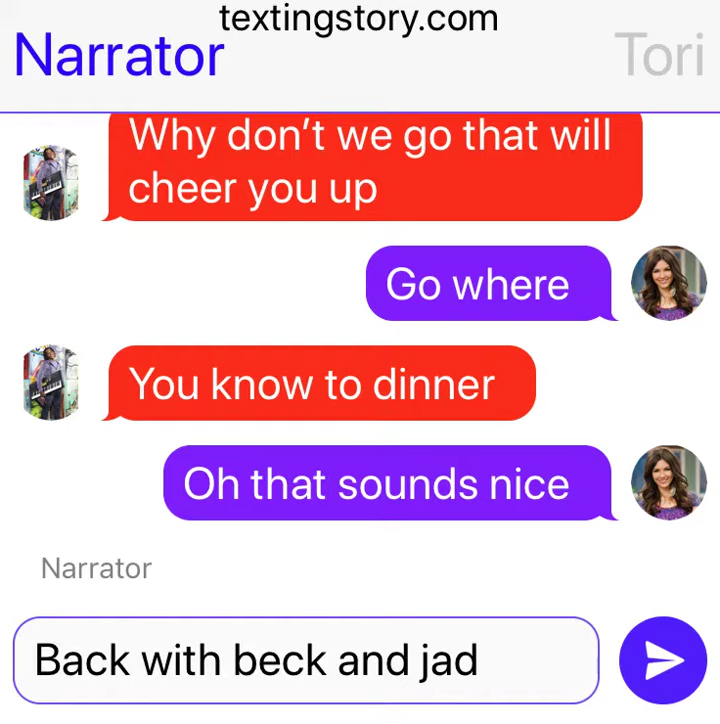 textingstory.com
Narrator Tori
Why don’t we go that will
cheer you up
Go where
You know to dinner
Oh that sounds nice
Narrator
Back with beck and jad